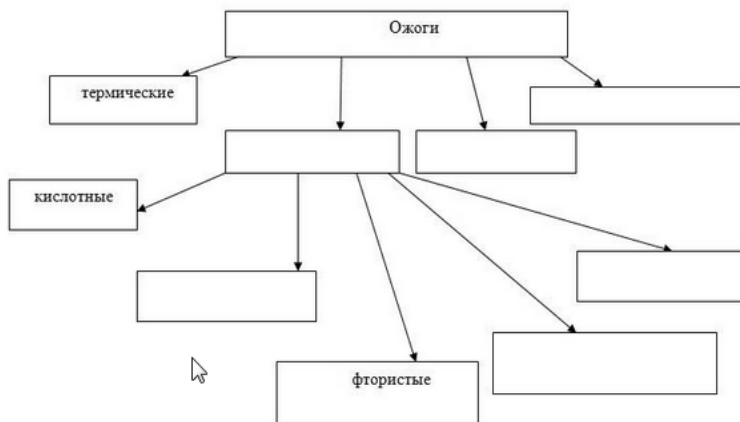 Ожоги
термические
кислотные
фтористые